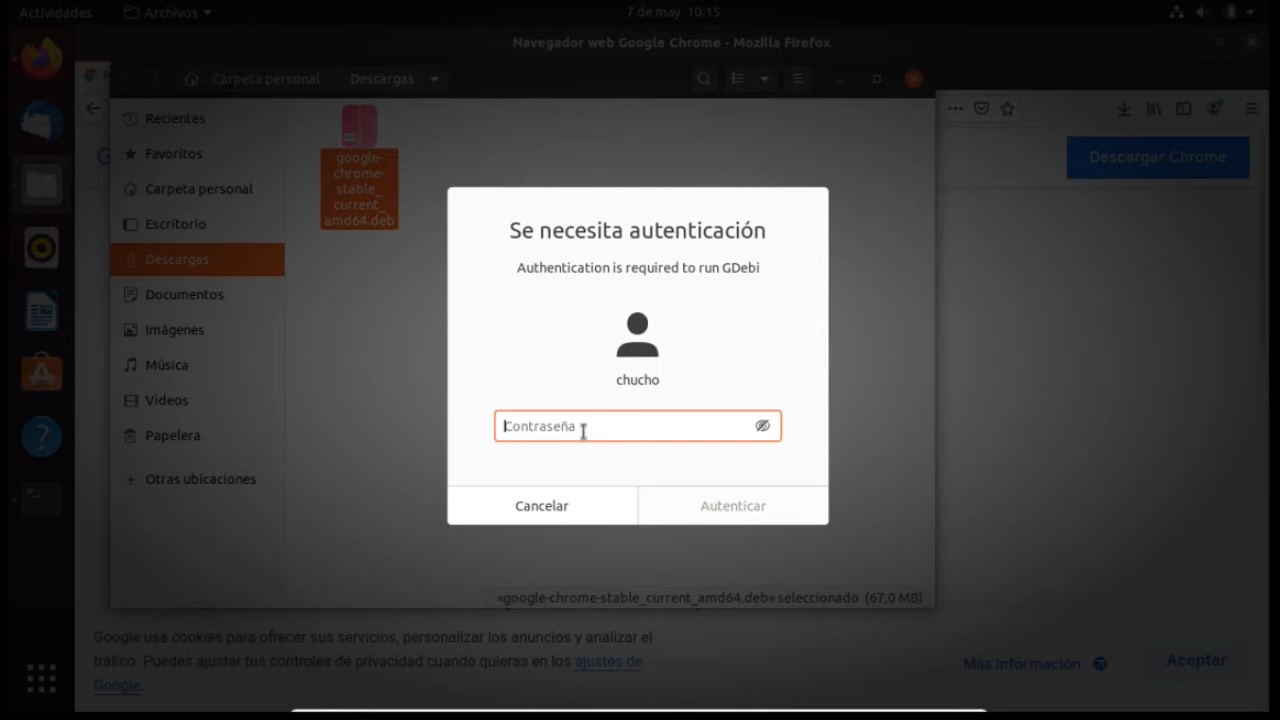 Actividades
Archivos
7 de may 10:15
Navegador web Google Chrome - Mozilla Firefox
Carpeta personal
Descargas
Recientes
Favoritos
Carpeta personal
Escritorio
Descargas
Documentos
Imágenes
Música
Vídeos
Papelera
Otras ubicaciones
google-
chrome-
stable_
current_
amd64.deb
Descargar Chrome
Se necesita autenticación
Authentication is required to run GDebi
chucho
Contraseña
Cancelar
Autenticar
«google-chrome-stable_current_amd64.deb» seleccionado (67,0 MB)
Google usa cookies para ofrecer sus servicios, personalizar los anuncios y analizar el
tráfico. Puedes ajustar tus controles de privacidad cuando quieras en los ajustes de
Google.
Más información
Aceptar